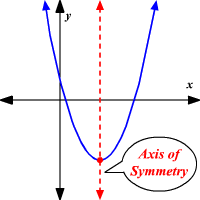 y
x
Axis of
Symmetry